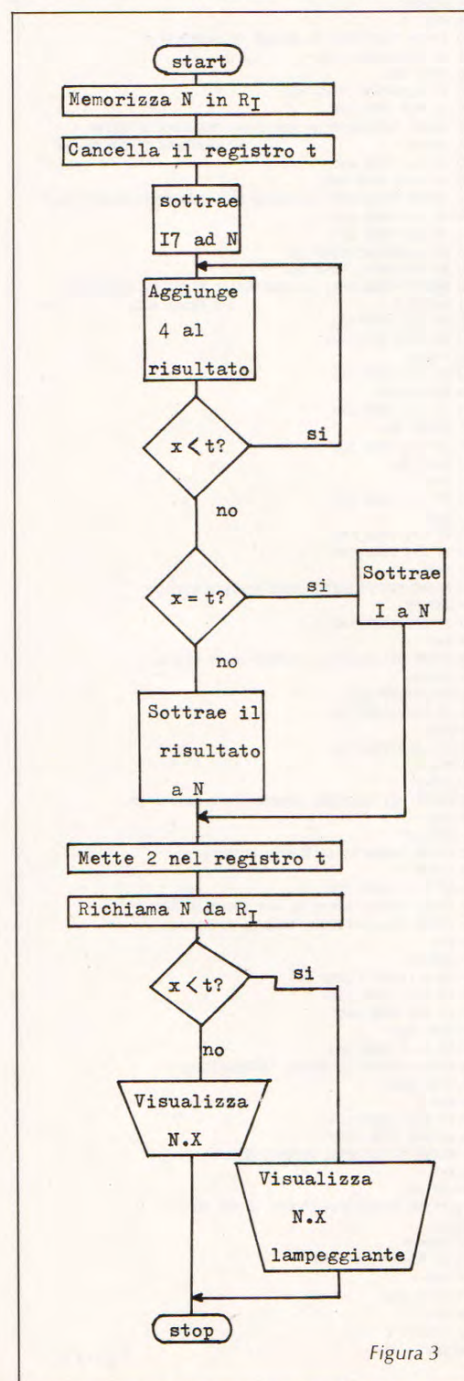 start
Memorizza N in RI
Cancella il registro t
sottrae
I7 ad N
Aggiunge
4 al
risultato
x < t?
si
no
x = t?
si
Sottrae
I a N
no
Sottrae il
risultato
a N
Mette 2 nel registro t
Richiama N da RI
x < t?
si
no
Visualizza
N.X
Visualizza
N.X
lampeggiante
stop
Figura 3